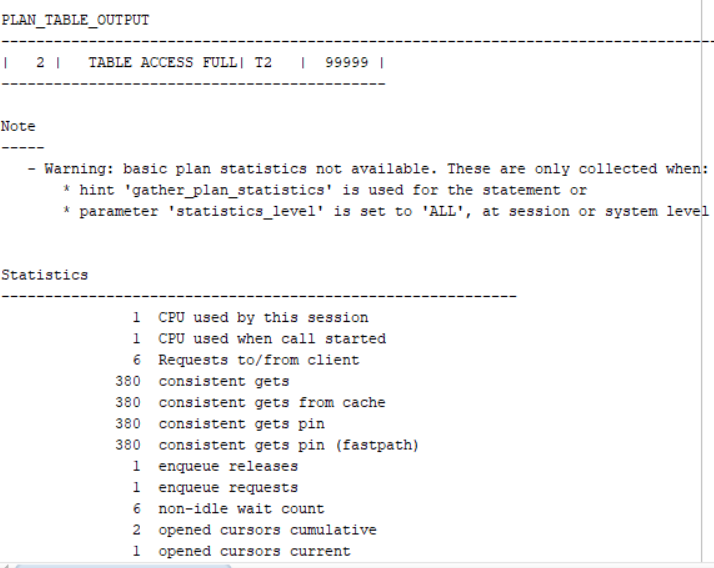 PLAN_TABLE_OUTPUT
--------------------------------------------------------------------------------
|   2 |   TABLE ACCESS FULL| T2   |  99999 |
--------------------------------------------
Note
-----
   - Warning: basic plan statistics not available. These are only collected when:
       * hint 'gather_plan_statistics' is used for the statement or
       * parameter 'statistics_level' is set to 'ALL', at session or system level
Statistics
-----------------------------------------------------------
               1  CPU used by this session
               1  CPU used when call started
               6  Requests to/from client
             380  consistent gets
             380  consistent gets from cache
             380  consistent gets pin
             380  consistent gets pin (fastpath)
               1  enqueue releases
               1  enqueue requests
               6  non-idle wait count
               2  opened cursors cumulative
               1  opened cursors current